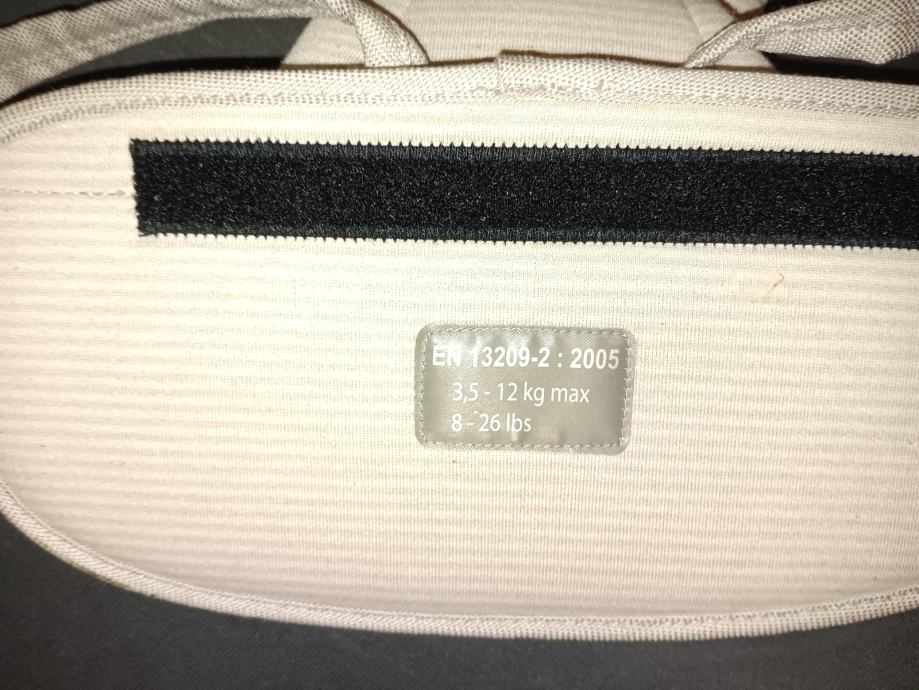 EN 13209-2 : 2005
3,5 - 12 kg max
8 - 26 lbs